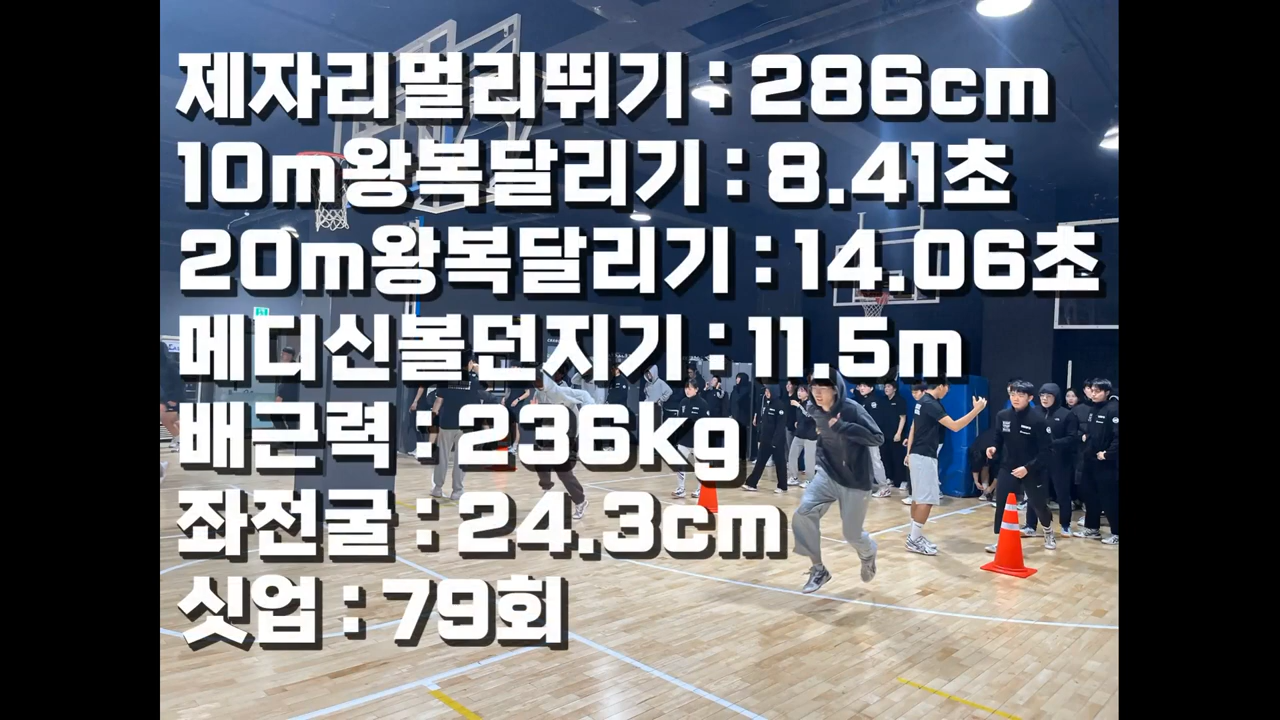 제자리멀리뛰기 : 286cm
10m왕복달리기 : 8.41초
20m왕복달리기 : 14.06초
메디신볼던지기 : 11.5m
배근력 : 236kg
좌전굴 : 24.3cm
싯업 : 79회